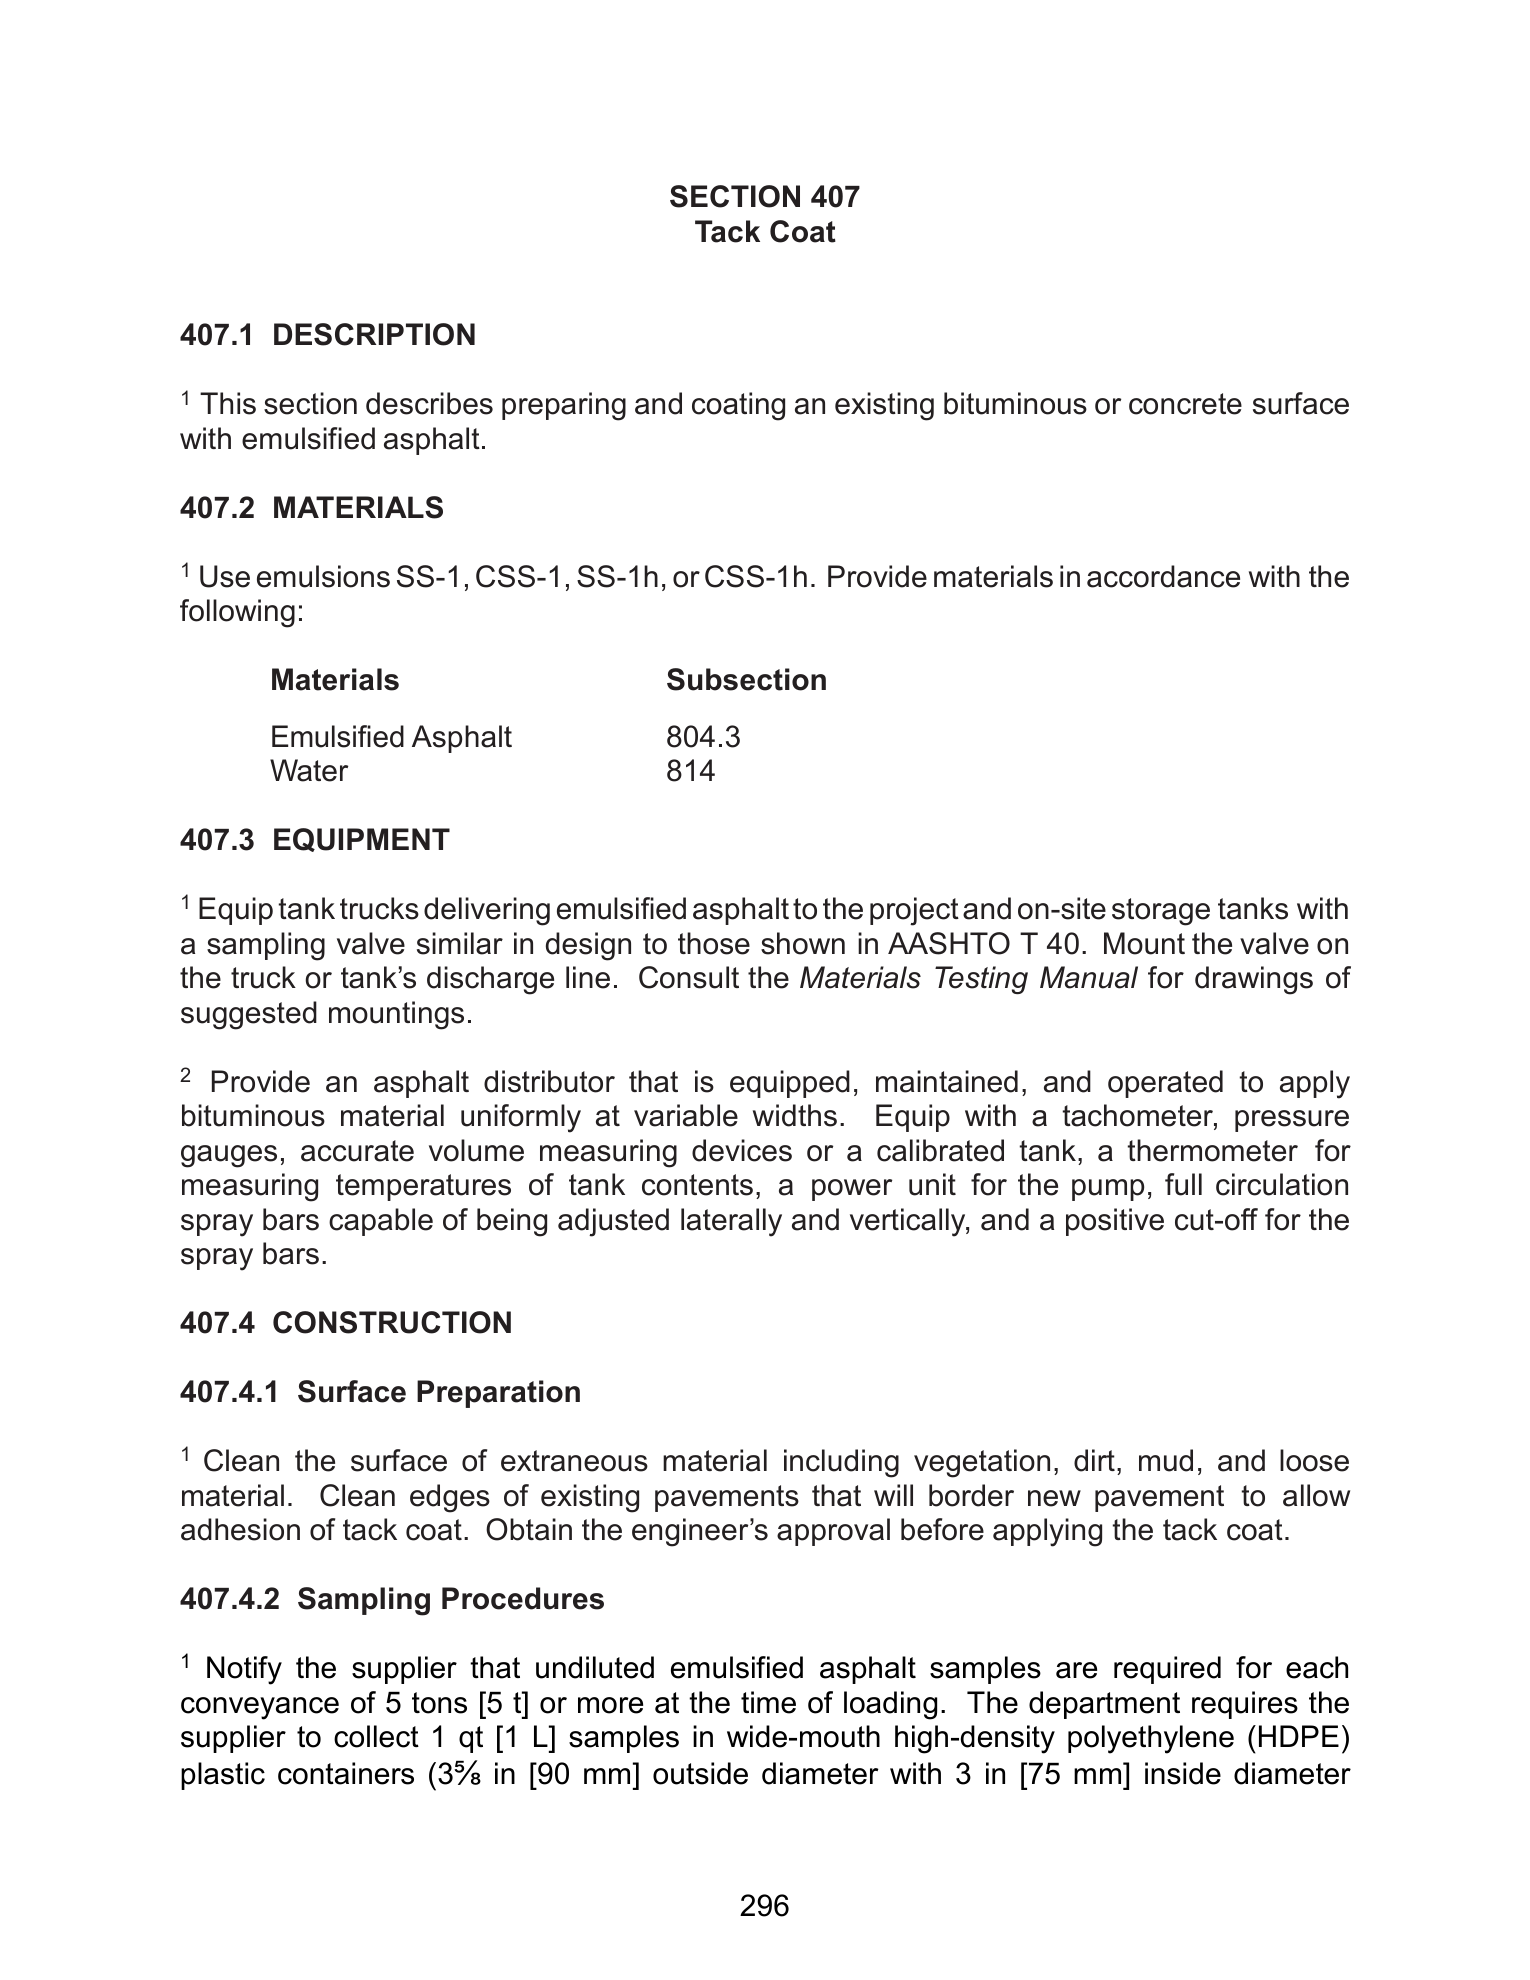 SECTION 407
Tack Coat
407.1 DESCRIPTION
1 This section describes preparing and coating an existing bituminous or concrete surface
with emulsified asphalt.
407.2 MATERIALS
1 Use emulsions SS-1, CSS-1, SS-1h, or CSS-1h. Provide materials in accordance with the
following:
Materials Subsection
Emulsified Asphalt 804.3
Water 814
407.3 EQUIPMENT
1 Equip tank trucks delivering emulsified asphalt to the project and on-site storage tanks with
a sampling valve similar in design to those shown in AASHTO T 40. Mount the valve on
the truck or tank’s discharge line. Consult the Materials Testing Manual for drawings of
suggested mountings.
2 Provide an asphalt distributor that is equipped, maintained, and operated to apply
bituminous material uniformly at variable widths. Equip with a tachometer, pressure
gauges, accurate volume measuring devices or a calibrated tank, a thermometer for
measuring temperatures of tank contents, a power unit for the pump, full circulation
spray bars capable of being adjusted laterally and vertically, and a positive cut-off for the
spray bars.
407.4 CONSTRUCTION
407.4.1 Surface Preparation
1 Clean the surface of extraneous material including vegetation, dirt, mud, and loose
material. Clean edges of existing pavements that will border new pavement to allow
adhesion of tack coat. Obtain the engineer’s approval before applying the tack coat.
407.4.2 Sampling Procedures
1 Notify the supplier that undiluted emulsified asphalt samples are required for each
conveyance of 5 tons [5 t] or more at the time of loading. The department requires the
supplier to collect 1 qt [1 L] samples in wide-mouth high-density polyethylene (HDPE)
plastic containers (3⅝ in [90 mm] outside diameter with 3 in [75 mm] inside diameter
296